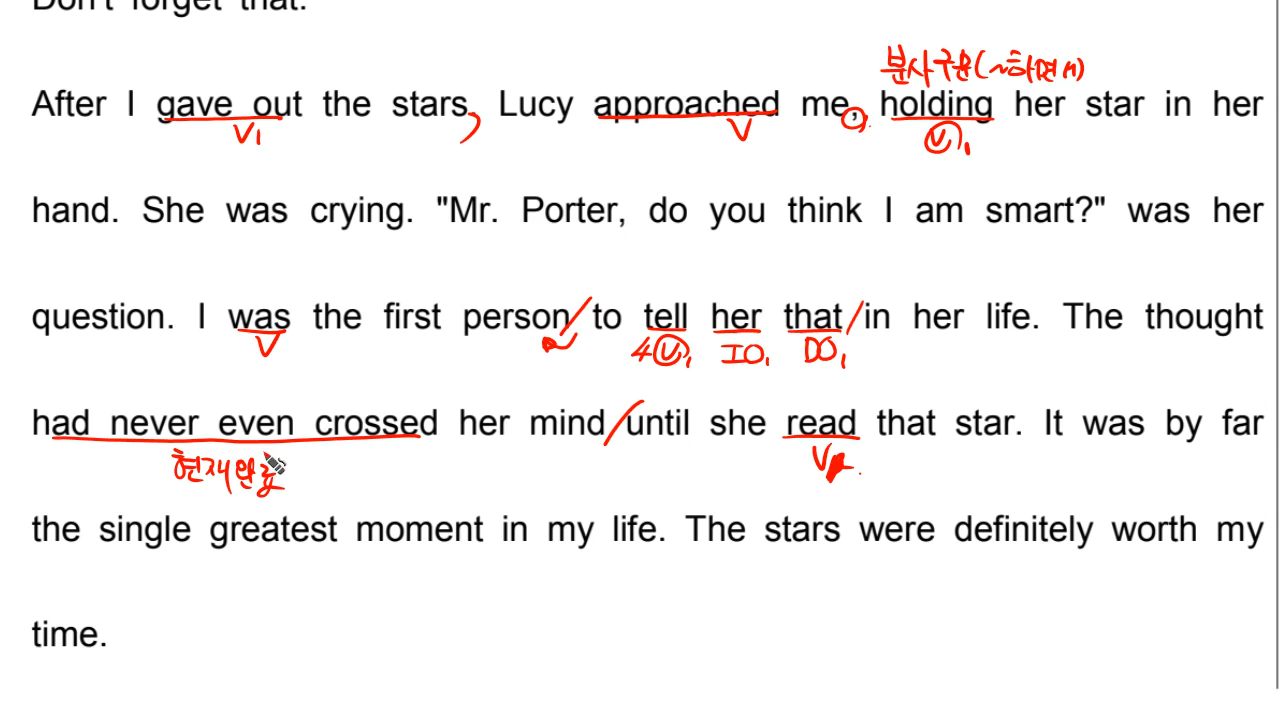 Don't forget that.
분사구문(~하면서)
After I gave out the stars, Lucy approached me, holding her star in her
V₁ V Ⓥ₁
hand. She was crying. "Mr. Porter, do you think I am smart?" was her
question. I was the first person/to tell her that/in her life. The thought
V 4Ⓥ₁ IO₁ DO₁
had never even crossed her mind/until she read that star. It was by far
현재완료 V
the single greatest moment in my life. The stars were definitely worth my
time.